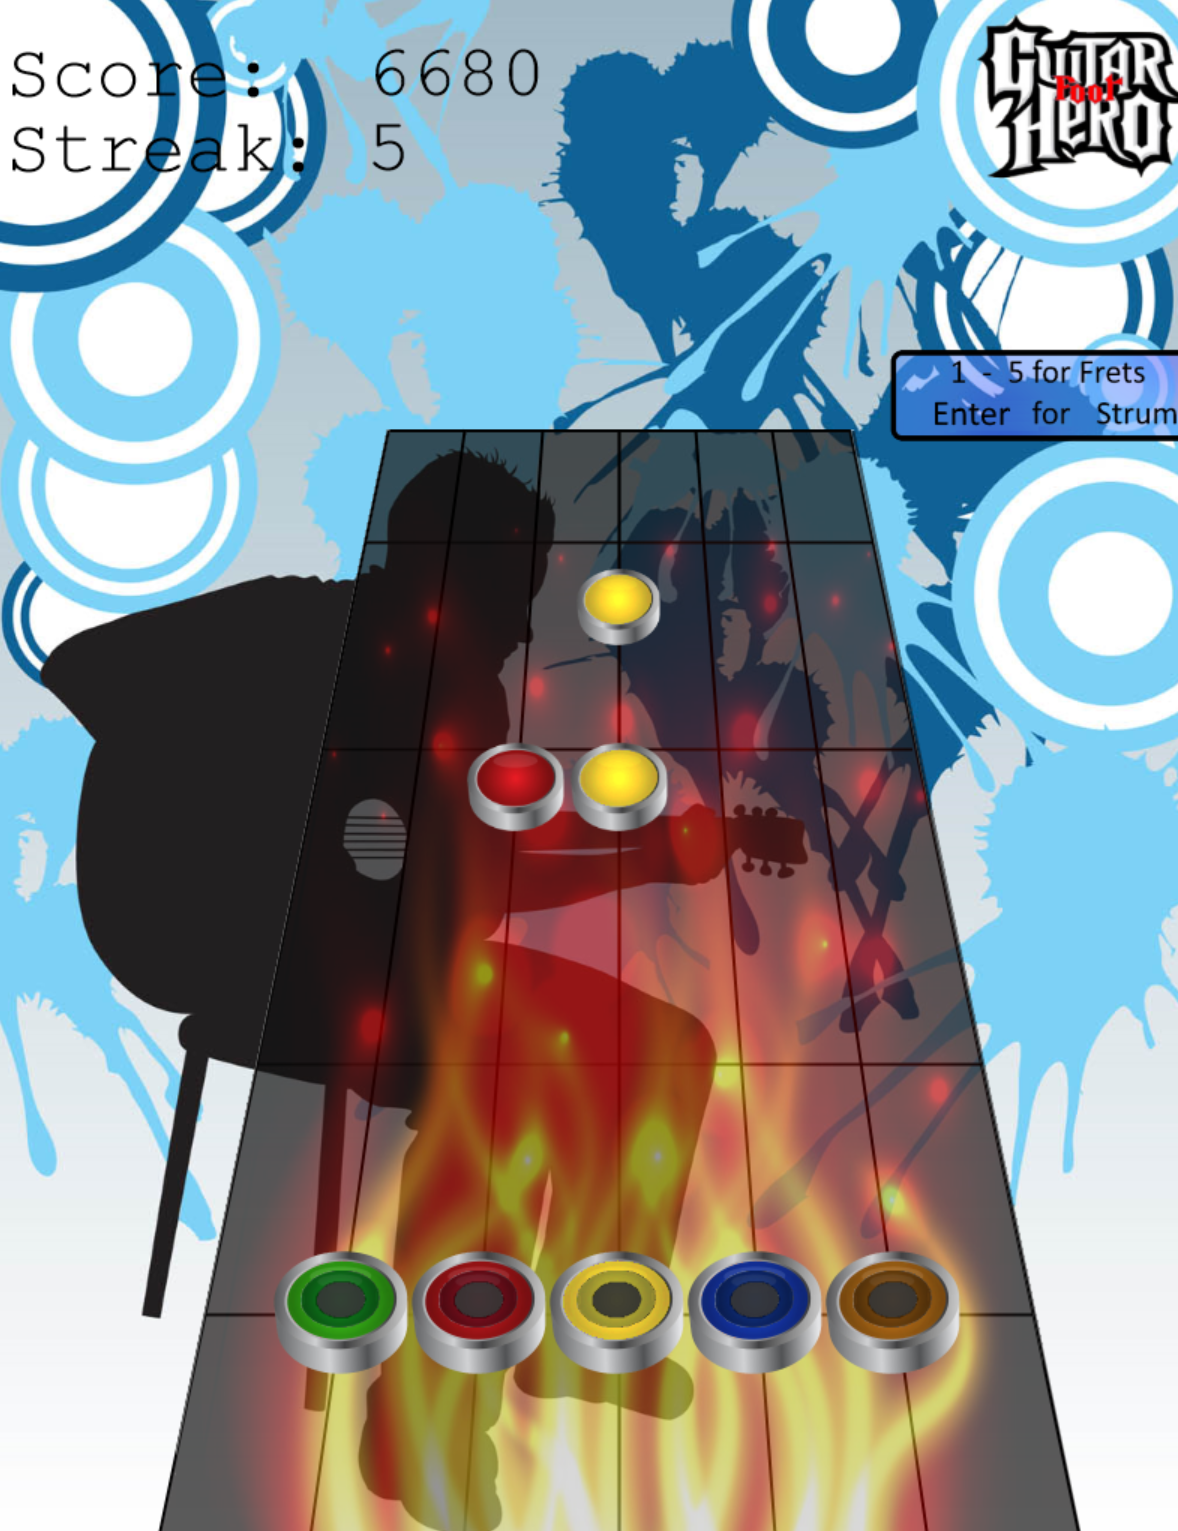 Score: 6680
Streak: 5
GUITAR
Foot
HERO
1 - 5 for Frets
Enter for Strum